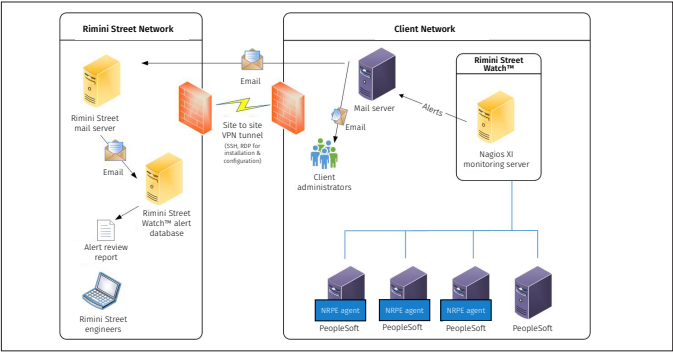 Rimini Street Network
Client Network
Rimini Street
Watch™
Email
Rimini Street
mail server
Mail server
Alerts
Email
Site to site
VPN tunnel
(SSH, RDP for
installation &
configuration)
Nagios XI
monitoring server
Email
Client
administrators
Rimini Street
Watch™ alert
database
Alert review
report
Rimini Street
engineers
NRPE agent
NRPE agent
NRPE agent
PeopleSoft
PeopleSoft
PeopleSoft
PeopleSoft